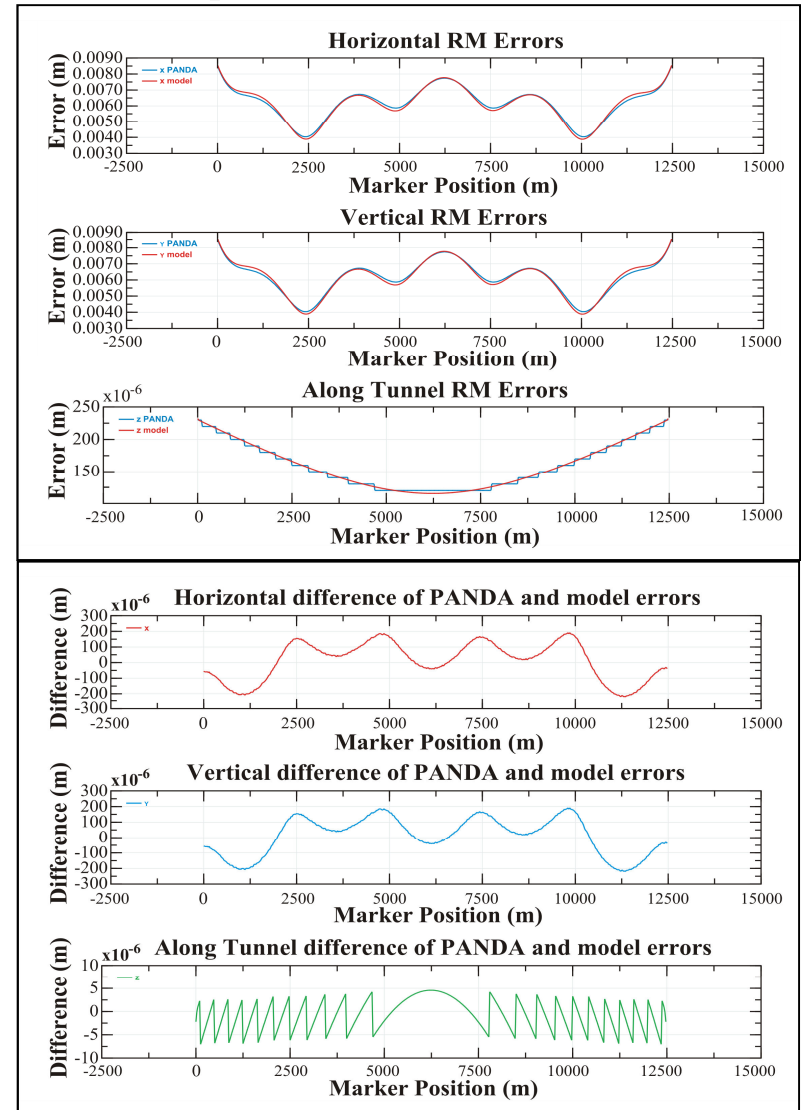 Horizontal RM Errors
0.0090
0.0080
0.0070
0.0060
0.0050
0.0040
0.0030
Error (m)
x PANDA
x model
-2500 0 2500 5000 7500 10000 12500 15000
Marker Position (m)
Vertical RM Errors
0.0090
0.0080
0.0070
0.0060
0.0050
0.0040
0.0030
Error (m)
Y PANDA
Y model
-2500 0 2500 5000 7500 10000 12500 15000
Marker Position (m)
x10-6
Along Tunnel RM Errors
250
200
150
Error (m)
z PANDA
z model
-2500 0 2500 5000 7500 10000 12500 15000
Marker Position (m)
x10-6
Horizontal difference of PANDA and model errors
300
200
100
0
-100
-200
-300
Difference (m)
X
-2500 0 2500 5000 7500 10000 12500 15000
Marker Position (m)
x10-6
Vertical difference of PANDA and model errors
300
200
100
0
-100
-200
-300
Difference (m)
Y
-2500 0 2500 5000 7500 10000 12500 15000
Marker Position (m)
x10-6
Along Tunnel difference of PANDA and model errors
10
5
0
-5
-10
Difference (m)
z
-2500 0 2500 5000 7500 10000 12500 15000
Marker Position (m)